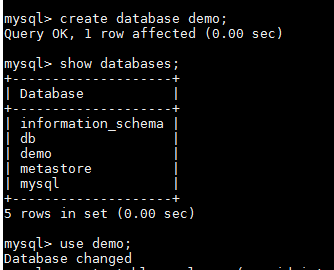 mysql> create database demo;
Query OK, 1 row affected (0.00 sec)
mysql> show databases;
+--------------------+
| Database           |
+--------------------+
| information_schema |
| db                 |
| demo               |
| metastore          |
| mysql              |
+--------------------+
5 rows in set (0.00 sec)
mysql> use demo;
Database changed